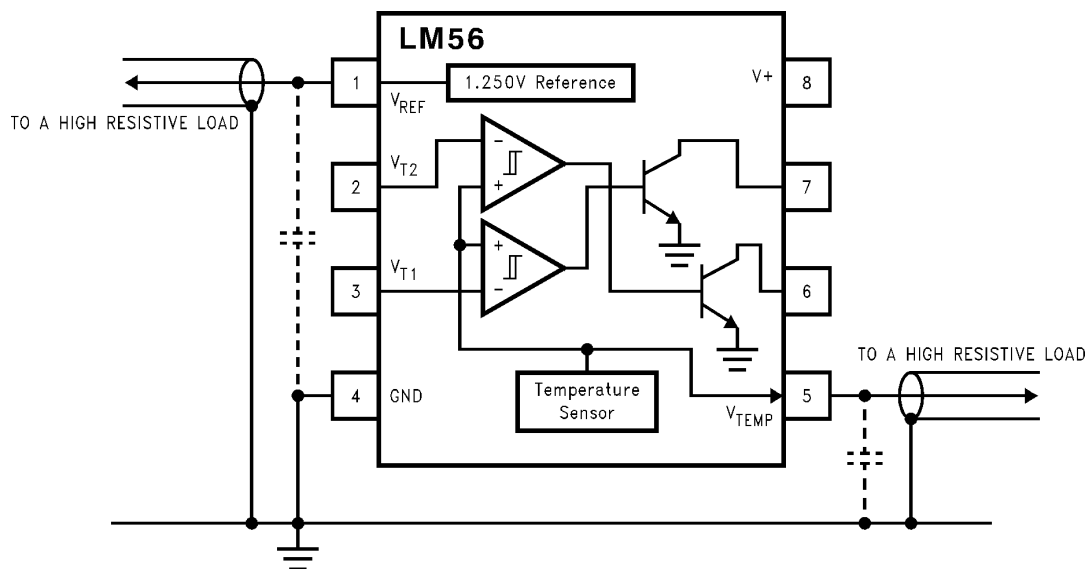 LM56
1 1.250V Reference V+ 8
VREF
TO A HIGH RESISTIVE LOAD
VT2 −
2 7
+
VT1 +
3 − 6
TO A HIGH RESISTIVE LOAD
4 GND Temperature 5
Sensor VTEMP